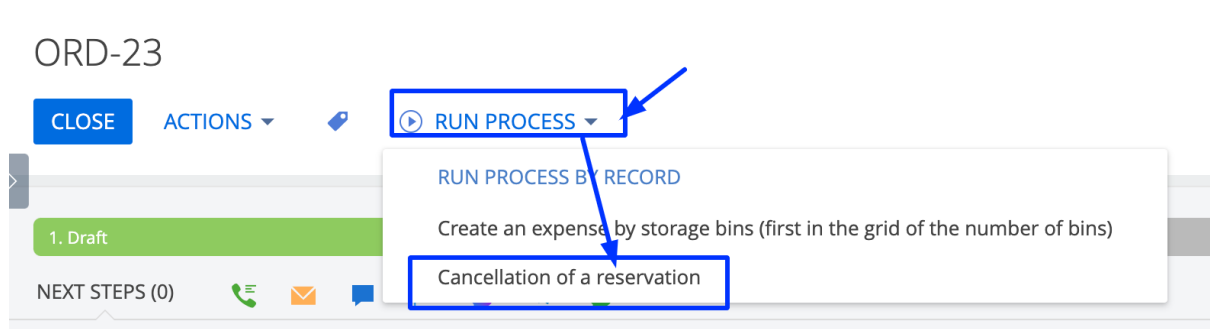 ORD-23
CLOSE ACTIONS RUN PROCESS
RUN PROCESS BY RECORD
Create an expense by storage bins (first in the grid of the number of bins)
1. Draft
Cancellation of a reservation
NEXT STEPS (0)